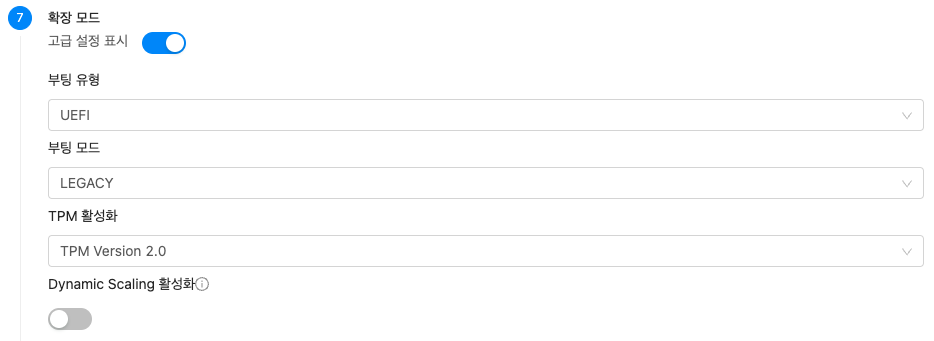 7
확장 모드
고급 설정 표시
부팅 유형
UEFI
부팅 모드
LEGACY
TPM 활성화
TPM Version 2.0
Dynamic Scaling 활성화